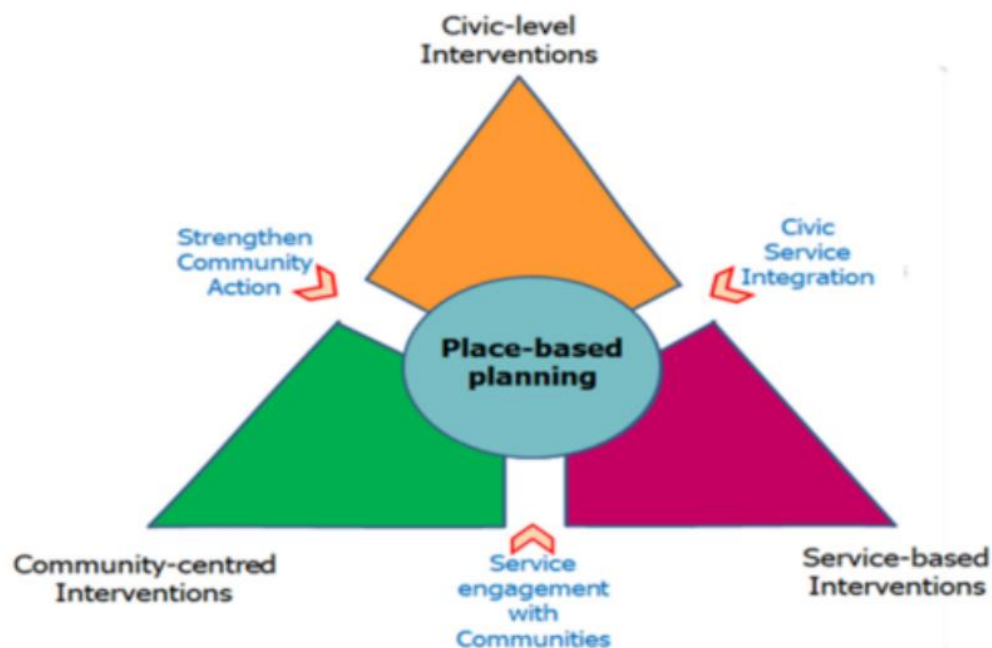 Civic-level
Interventions
Strengthen
Community
Action
Civic
Service
Integration
Place-based
planning
Community-centred
Interventions
Service
engagement
with
Communities
Service-based
Interventions